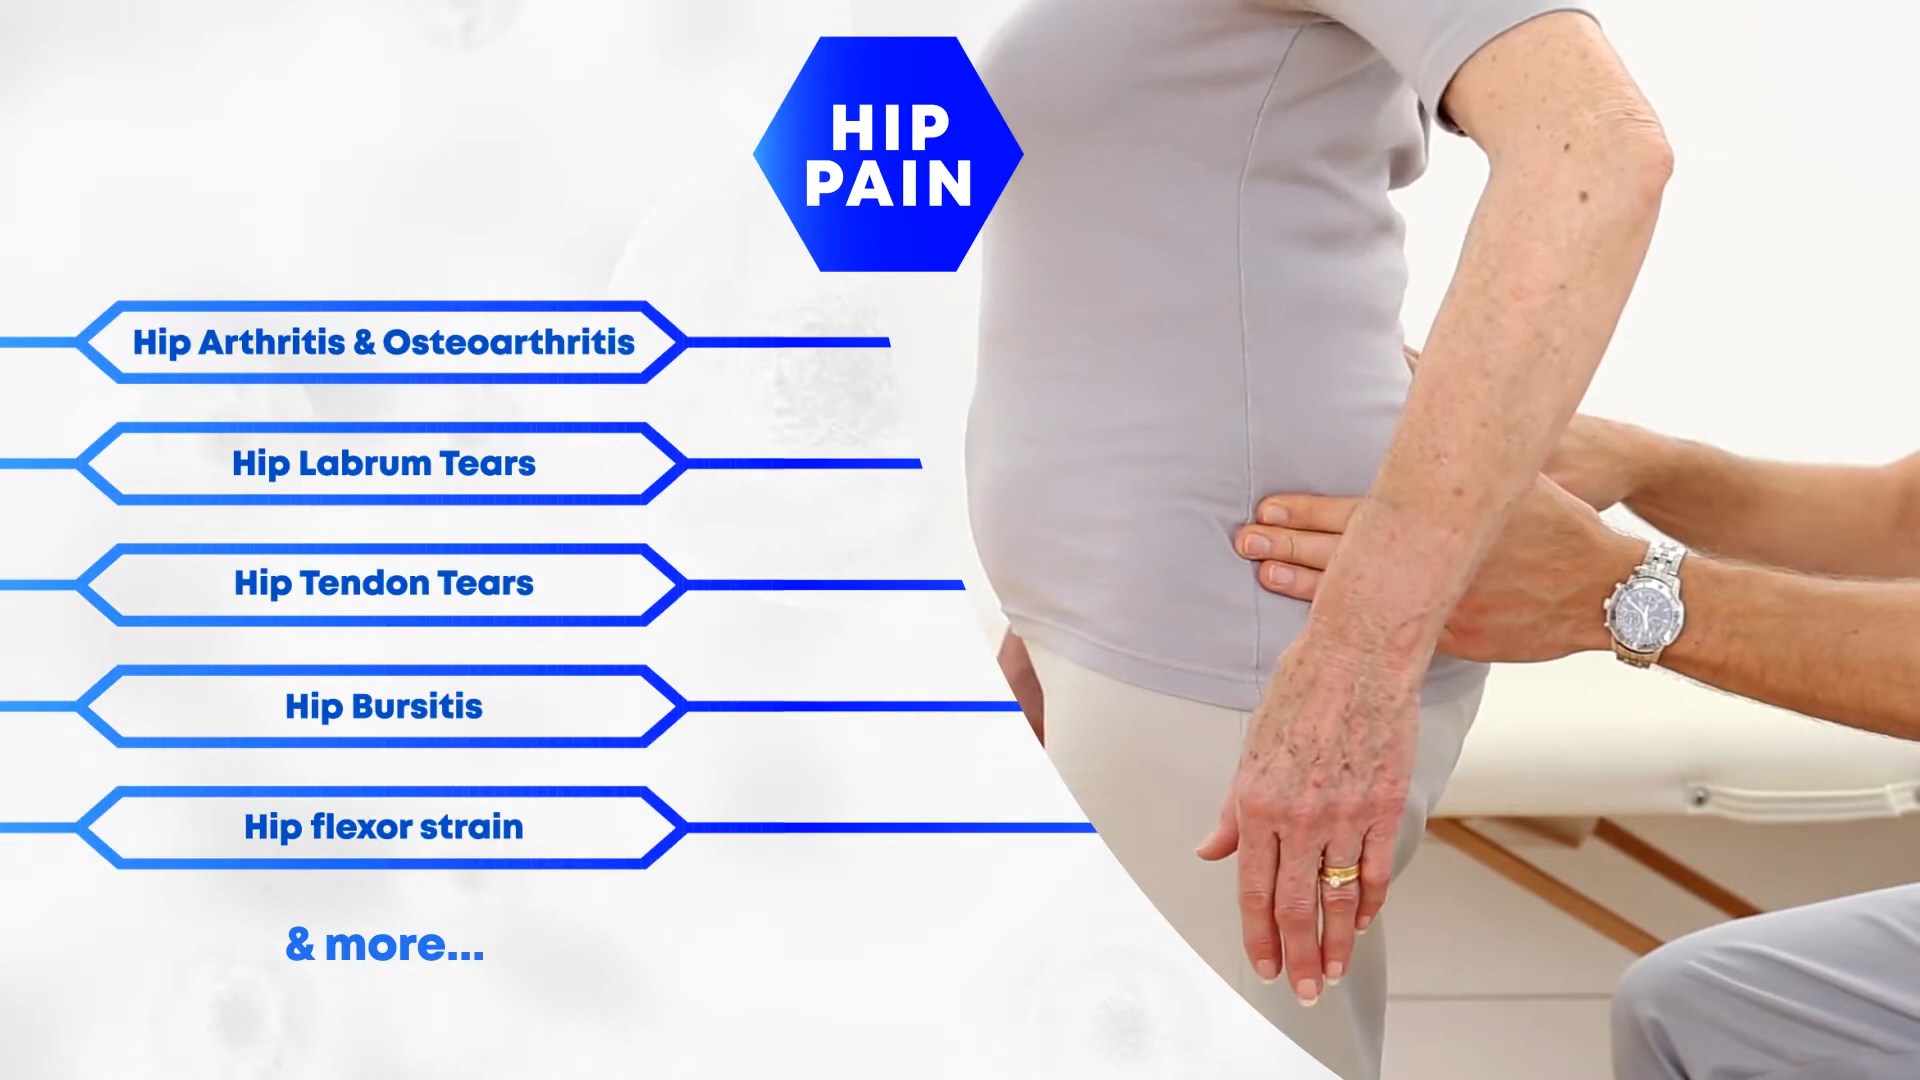 HIP
PAIN
Hip Arthritis & Osteoarthritis
Hip Labrum Tears
Hip Tendon Tears
Hip Bursitis
Hip flexor strain
& more...